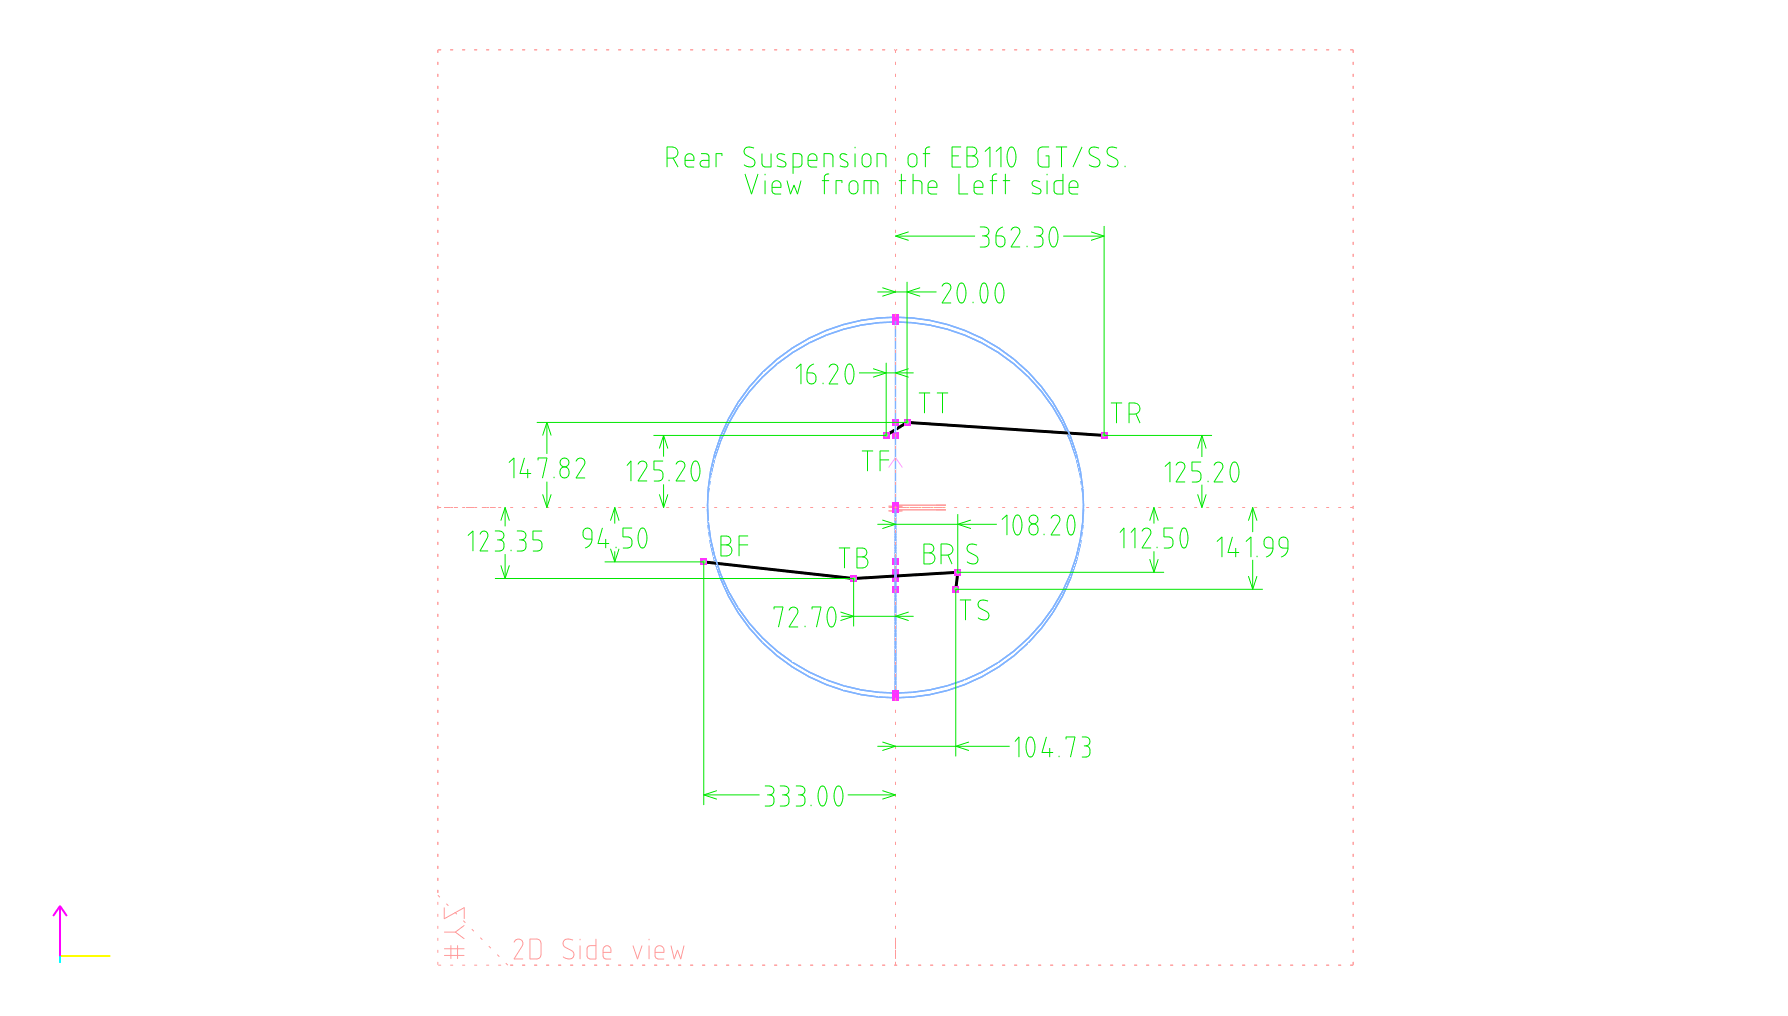 Rear Suspension of EB110 GT/SS.
View from the Left side
362.30
20.00
16.20
TT
TR
TF
147.82
125.20
125.20
123.35
94.50
108.20
112.50
141.99
BF
TB
BR S
TS
72.70
104.73
333.00
ZY#
2D Side view